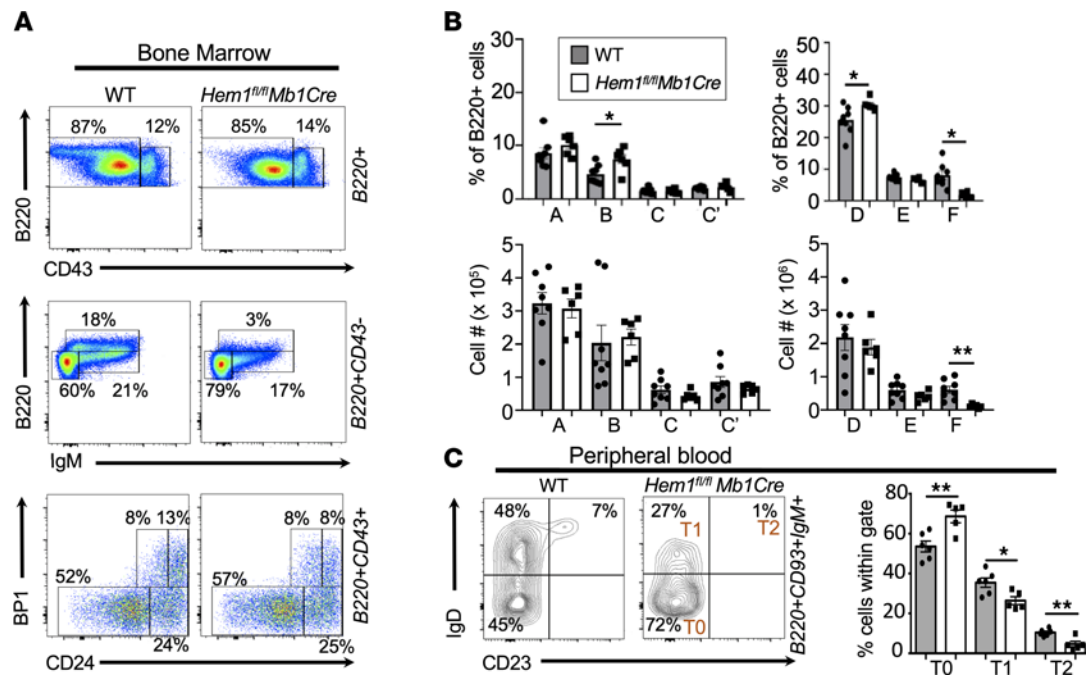 A
Bone Marrow
WT
Hem1fl/flMb1Cre
87%
12%
85%
14%
B220
B220+
CD43
18%
3%
60%
21%
79%
17%
B220
B220+CD43-
IgM
8%
13%
8%
8%
52%
57%
24%
25%
BP1
B220+CD43+
CD24
B
WT
Hem1fl/flMb1Cre
% of B220+ cells
30
20
10
0
*
A
B
C
C'
% of B220+ cells
50
40
30
20
10
0
*
*
D
E
F
Cell # (x 10⁵)
5
4
3
2
1
0
A
B
C
C'
Cell # (x 10⁶)
5
4
3
2
1
0
**
D
E
F
C
Peripheral blood
WT
Hem1fl/fl Mb1Cre
48%
7%
45%
27%
T1
1%
T2
72%
T0
IgD
B220+CD93+IgM+
CD23
% cells within gate
80
60
40
20
0
**
*
**
T0
T1
T2